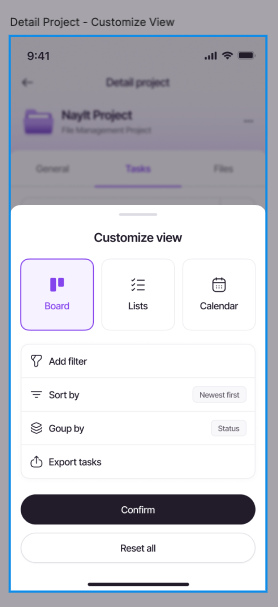 Detail Project - Customize View
9:41
Detail project
Naylt Project
File Management Project
General Tasks Files
Customize view
Board Lists Calendar
Add filter
Sort by Newest first
Goup by Status
Export tasks
Confirm
Reset all